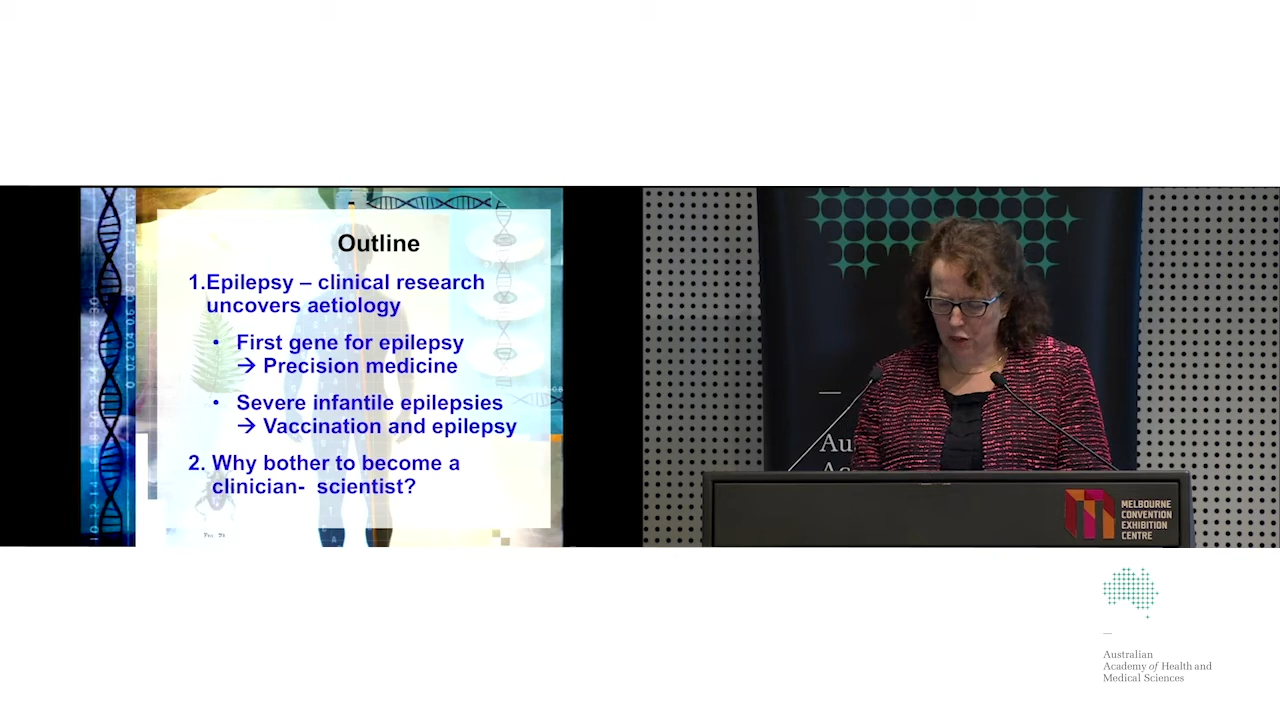 Outline
1.Epilepsy – clinical research
uncovers aetiology
• First gene for epilepsy
→ Precision medicine
• Severe infantile epilepsies
→ Vaccination and epilepsy
2. Why bother to become a
clinician- scientist?
Au
MELBOURNE
CONVENTION
EXHIBITION
CENTRE
Australian
Academy of Health and
Medical Sciences